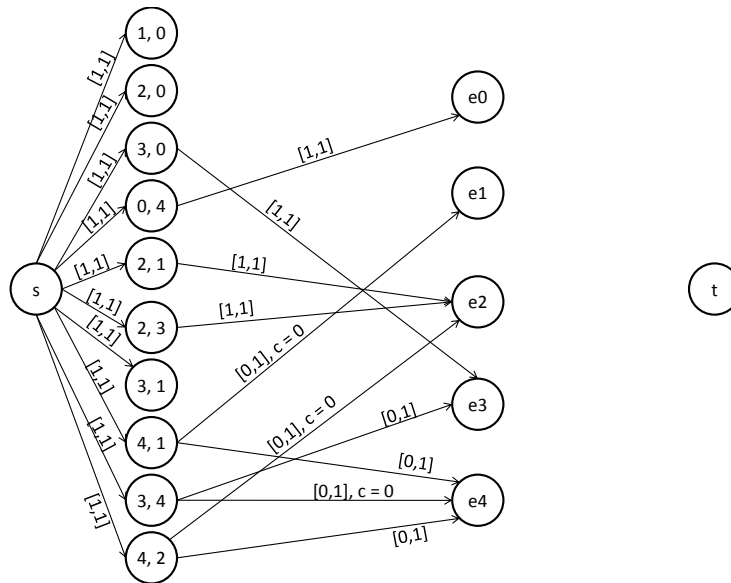 1, 0
[1,1]
2, 0
[1,1]
e0
3, 0
[1,1]
[1,1]
0, 4
[1,1]
e1
[1,1]
2, 1
[1,1]
[1,1]
s
[1,1]
t
e2
2, 3
[1,1]
[1,1]
3, 1
[0,1], c = 0
e3
[1,1]
4, 1
[0,1], c = 0
[0,1]
[1,1]
[0,1]
3, 4
[0,1], c = 0
e4
[1,1]
4, 2
[0,1]